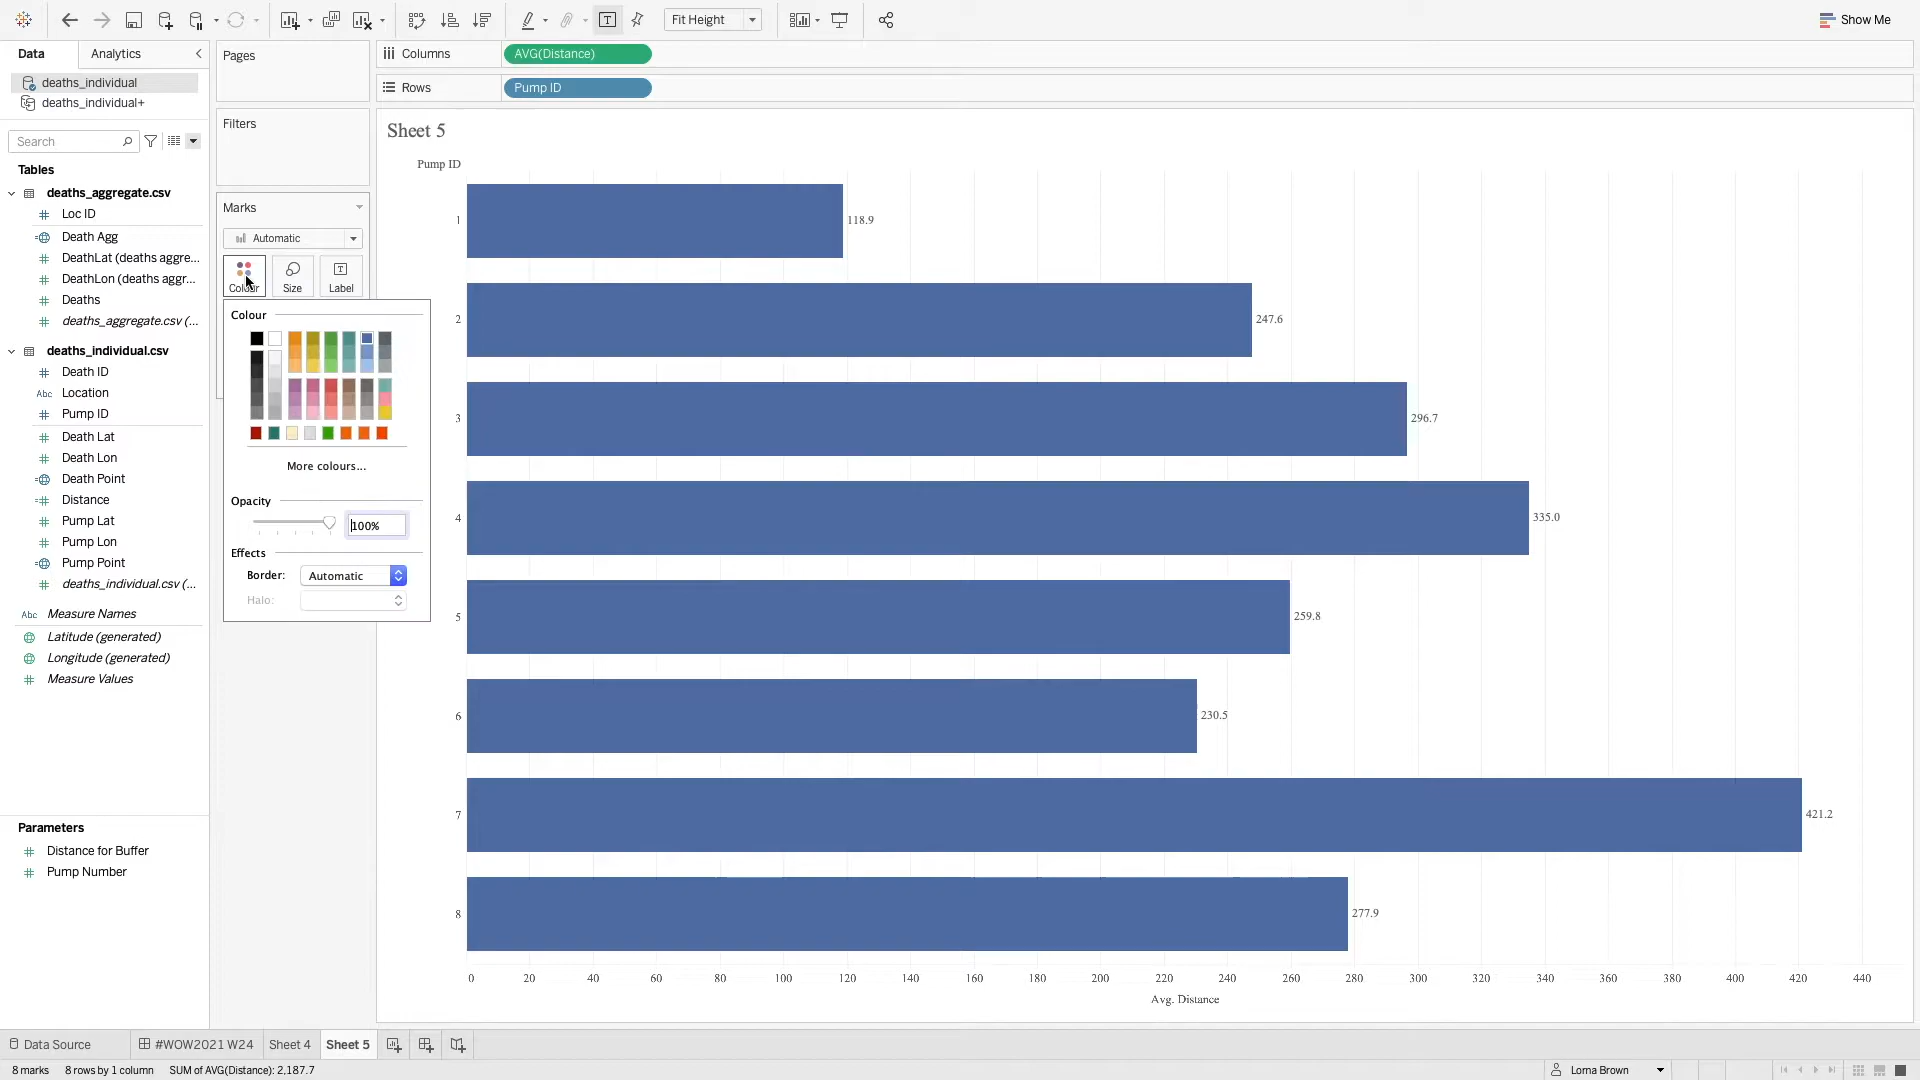 Fit Height
Show Me
Data
Analytics
deaths_individual
deaths_individual+
Search
Tables
deaths_aggregate.csv
Loc ID
Death Agg
DeathLat (deaths aggre...
DeathLon (deaths aggr...
Deaths
deaths_aggregate.csv (...
deaths_individual.csv
Death ID
Abc Location
Pump ID
Death Lat
Death Lon
Death Point
Distance
Pump Lat
Pump Lon
Pump Point
deaths_individual.csv (...
Abc Measure Names
Latitude (generated)
Longitude (generated)
Measure Values
Parameters
Distance for Buffer
Pump Number
Pages
Filters
Marks
Automatic
Colour
Size
Label
Colour
More colours...
Opacity
100%
Effects
Border:
Automatic
Halo:
Columns
AVG(Distance)
Rows
Pump ID
Sheet 5
Pump ID
1
118.9
2
247.6
3
296.7
4
335.0
5
259.8
6
230.5
7
421.2
8
277.9
0 20 40 60 80 100 120 140 160 180 200 220 240 260 280 300 320 340 360 380 400 420 440
Avg. Distance
Data Source
#WOW2021 W24
Sheet 4
Sheet 5
8 marks
8 rows by 1 column
SUM of AVG(Distance): 2,187.7
Lorna Brown